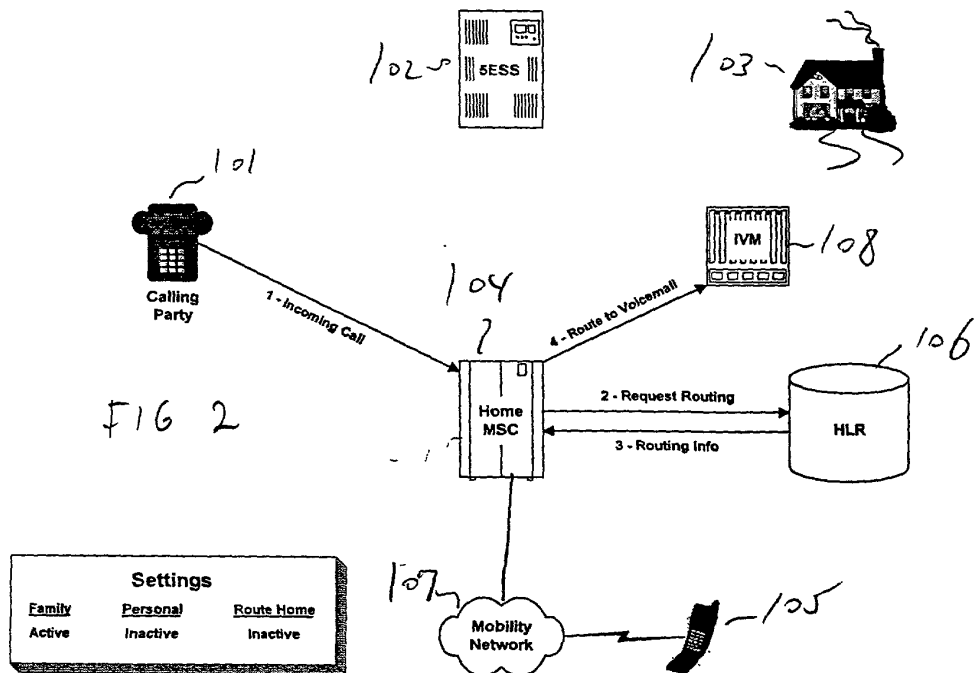 102
5ESS
103
101
IVM
108
Calling
Party
1 - Incoming Call
104
4 - Route to Voicemail
106
FIG 2
Home
MSC
2 - Request Routing
3 - Routing Info
HLR
Settings
Family Personal Route Home
Active Inactive Inactive
107
Mobility
Network
105